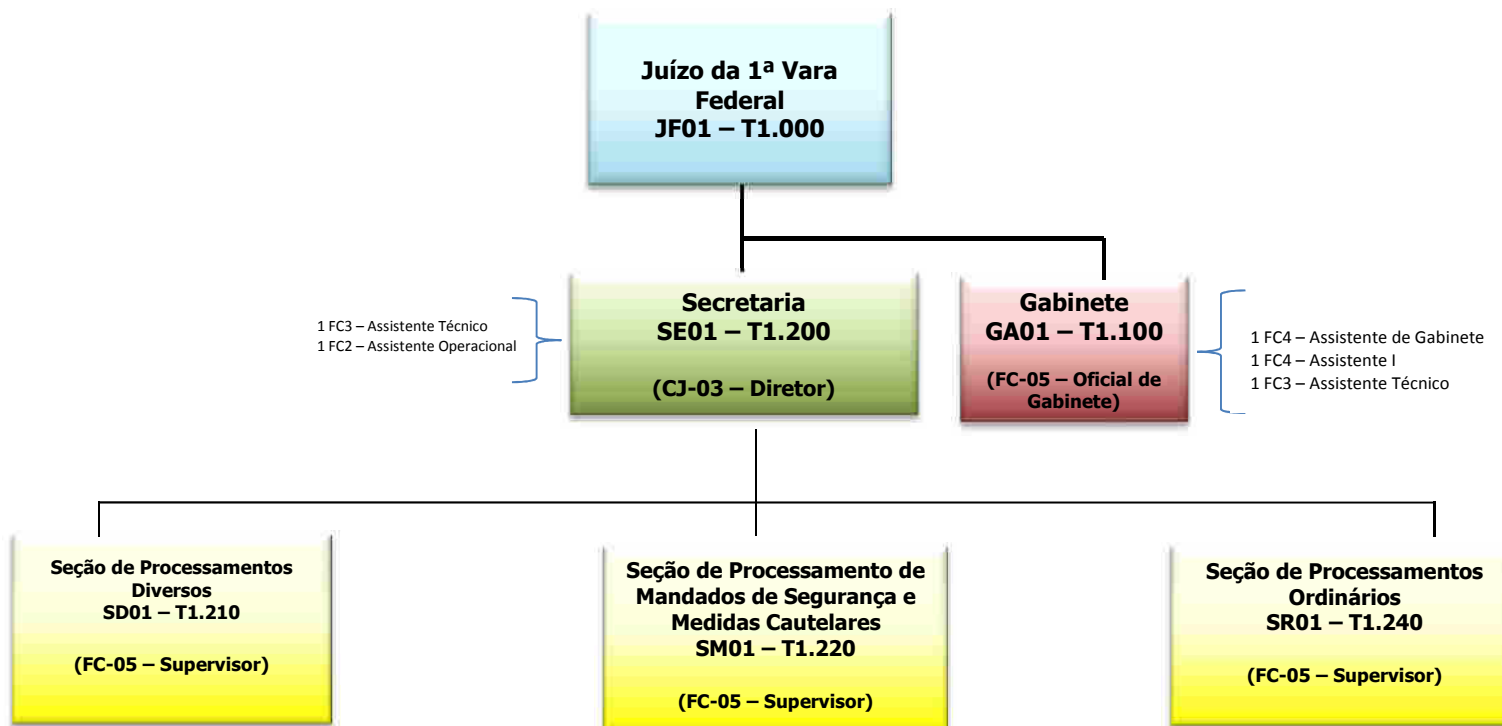 Juízo da 1ª Vara
Federal
JF01 – T1.000
1 FC3 – Assistente Técnico
1 FC2 – Assistente Operacional
Secretaria
SE01 – T1.200
(CJ-03 – Diretor)
Gabinete
GA01 – T1.100
(FC-05 – Oficial de
Gabinete)
1 FC4 – Assistente de Gabinete
1 FC4 – Assistente I
1 FC3 – Assistente Técnico
Seção de Processamentos
Diversos
SD01 – T1.210
(FC-05 – Supervisor)
Seção de Processamento de
Mandados de Segurança e
Medidas Cautelares
SM01 – T1.220
(FC-05 – Supervisor)
Seção de Processamentos
Ordinários
SR01 – T1.240
(FC-05 – Supervisor)